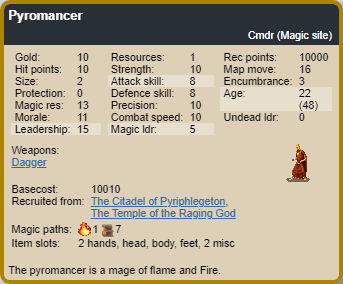 Pyromancer
Cmdr (Magic site)
Gold: 10 Resources: 1 Rec points: 10000
Hit points: 10 Strength: 10 Map move: 16
Size: 2 Attack skill: 8 Encumbrance: 3
Protection: 0 Defence skill: 8 Age: 22
Magic res: 13 Precision: 10 (48)
Morale: 11 Combat speed: 10 Undead ldr: 0
Leadership: 15 Magic ldr: 5
Weapons:
Dagger
Basecost: 10010
Recruited from: The Citadel of Pyriphlegeton,
The Temple of the Raging God
Magic paths: 1 7
Item slots: 2 hands, head, body, feet, 2 misc
The pyromancer is a mage of flame and Fire.